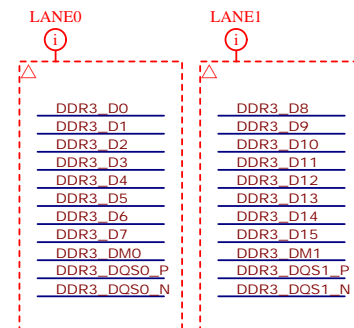 LANE0
i
DDR3_D0
DDR3_D1
DDR3_D2
DDR3_D3
DDR3_D4
DDR3_D5
DDR3_D6
DDR3_D7
DDR3_DM0
DDR3_DQS0_P
DDR3_DQS0_N
LANE1
i
DDR3_D8
DDR3_D9
DDR3_D10
DDR3_D11
DDR3_D12
DDR3_D13
DDR3_D14
DDR3_D15
DDR3_DM1
DDR3_DQS1_P
DDR3_DQS1_N